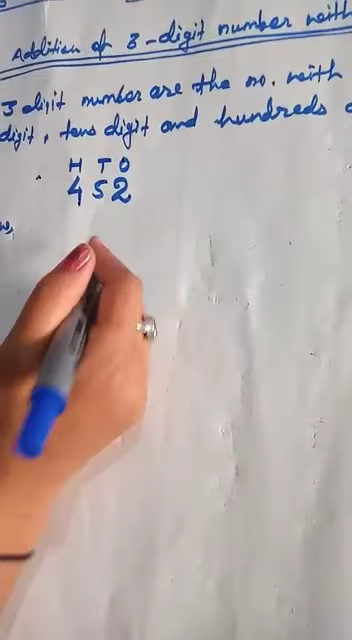 Addition of 3-digit number with
3 digit number are the no. with
digit, tens digit and hundreds
H T O
4 5 2